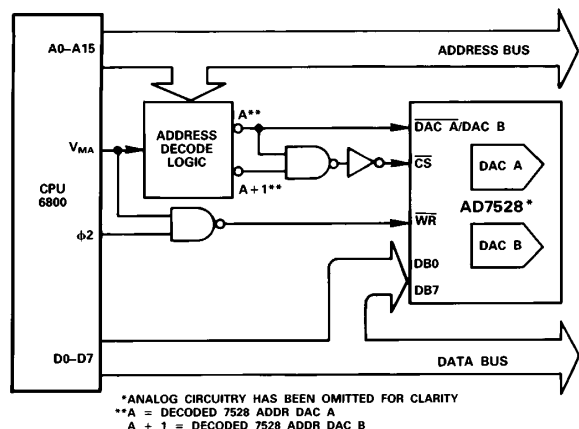 A0–A15
ADDRESS BUS
A**
ADDRESS
DECODE
LOGIC
DAC A/DAC B
VMA
CS
DAC A
CPU
6800
A + 1**
AD7528*
WR
φ2
DAC B
DB0
DB7
D0–D7
DATA BUS
*ANALOG CIRCUITRY HAS BEEN OMITTED FOR CLARITY
**A = DECODED 7528 ADDR DAC A
A + 1 = DECODED 7528 ADDR DAC B